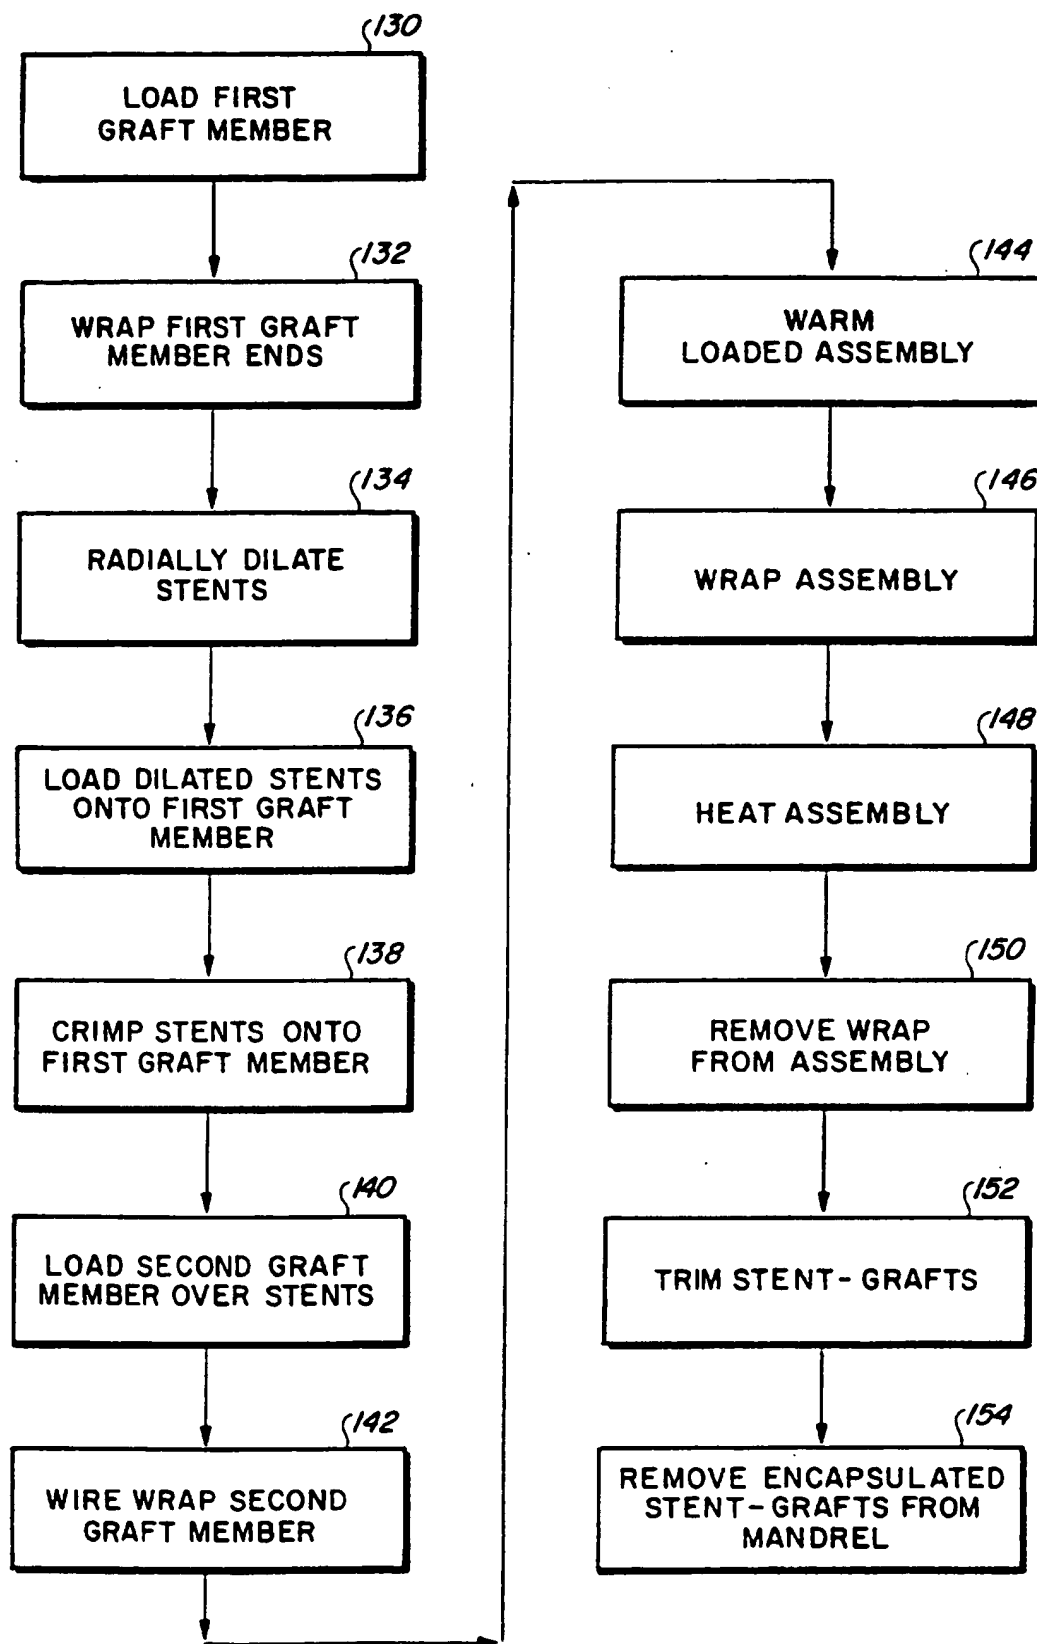 130
LOAD FIRST
GRAFT MEMBER
132
WRAP FIRST GRAFT
MEMBER ENDS
134
RADIALLY DILATE
STENTS
136
LOAD DILATED STENTS
ONTO FIRST GRAFT
MEMBER
138
CRIMP STENTS ONTO
FIRST GRAFT MEMBER
140
LOAD SECOND GRAFT
MEMBER OVER STENTS
142
WIRE WRAP SECOND
GRAFT MEMBER
144
WARM
LOADED ASSEMBLY
146
WRAP ASSEMBLY
148
HEAT ASSEMBLY
150
REMOVE WRAP
FROM ASSEMBLY
152
TRIM STENT-GRAFTS
154
REMOVE ENCAPSULATED
STENT-GRAFTS FROM
MANDREL